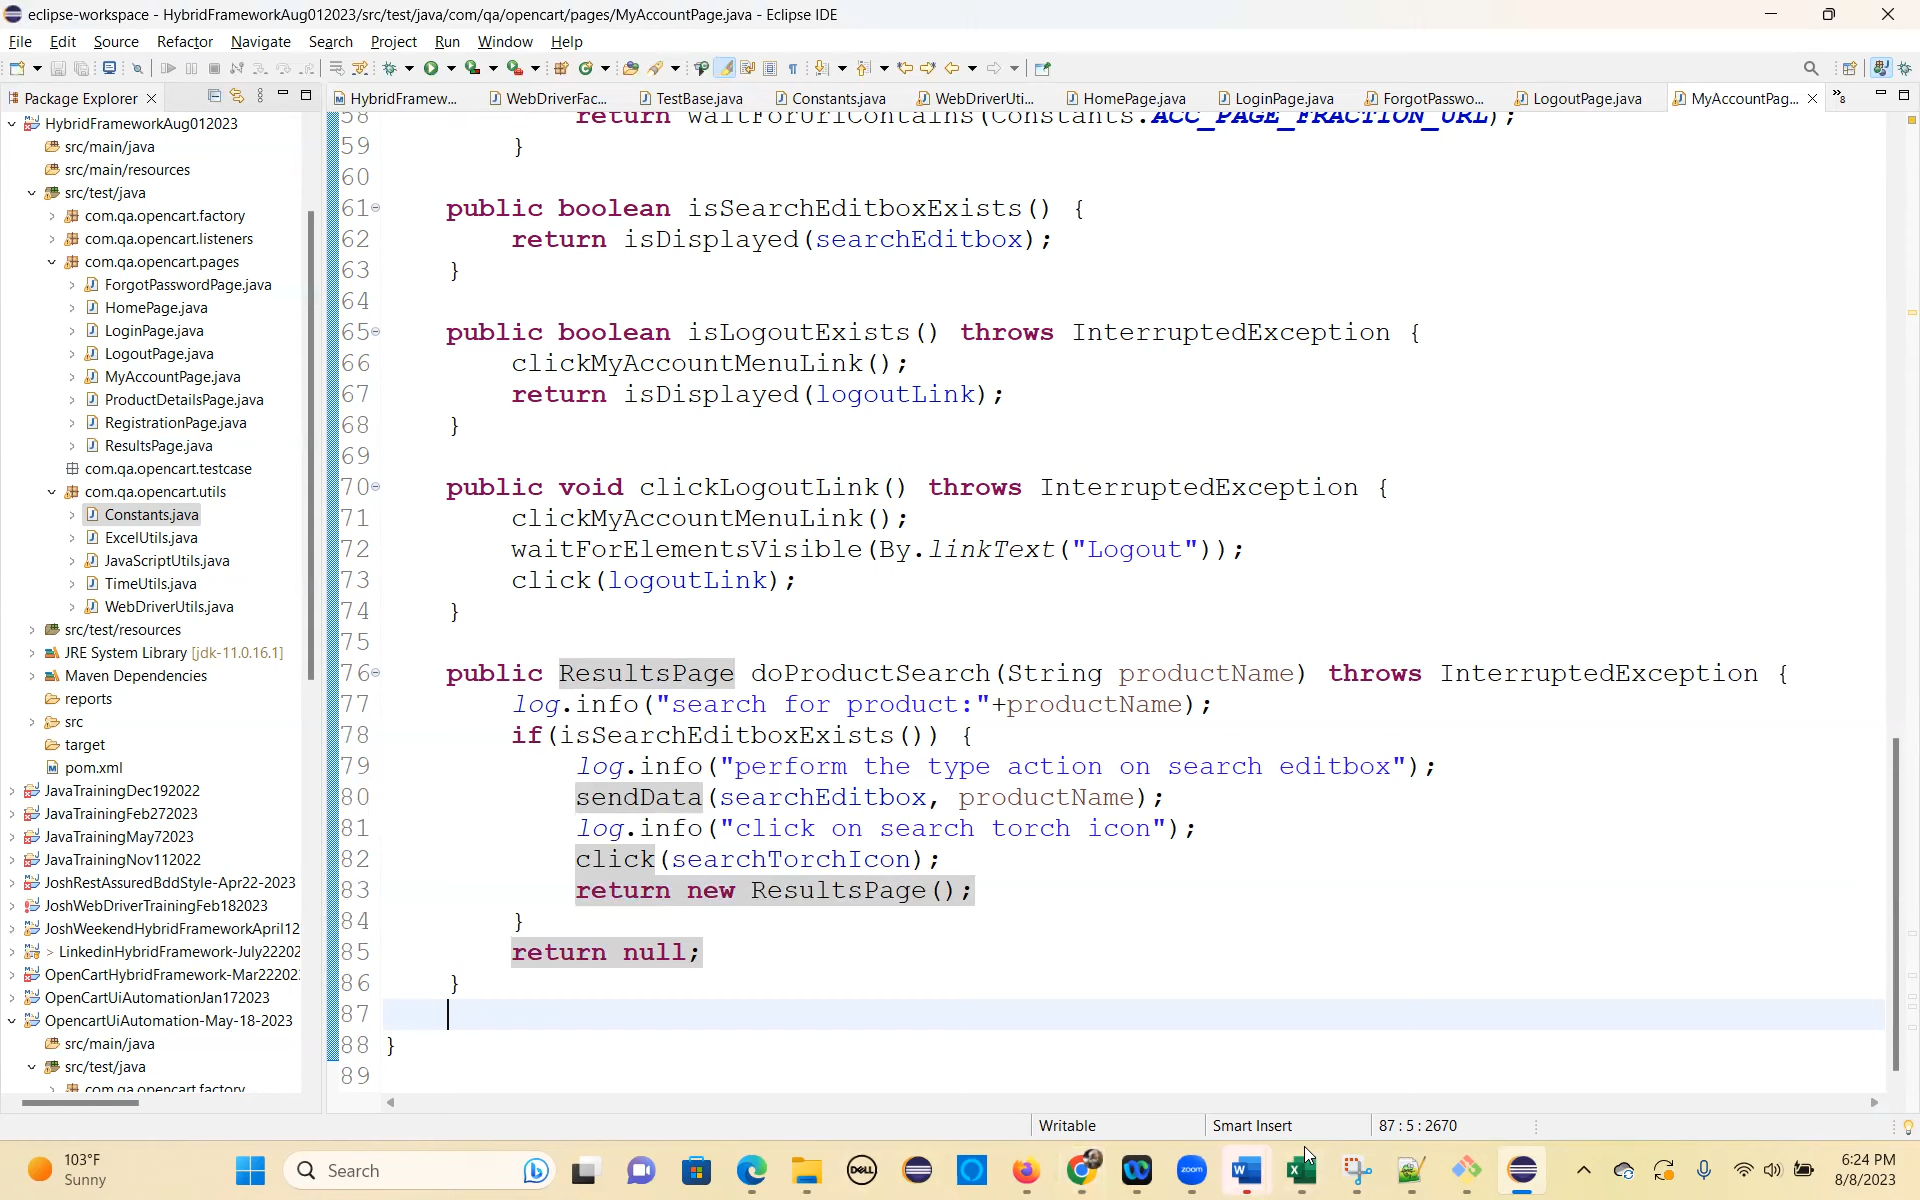 eclipse-workspace - HybridFrameworkAug012023/src/test/java/com/qa/opencart/pages/MyAccountPage.java - Eclipse IDE
File Edit Source Refactor Navigate Search Project Run Window Help
Package Explorer
HybridFramew... WebDriverFac... TestBase.java Constants.java WebDriverUti... HomePage.java LoginPage.java ForgotPasswo... LogoutPage.java MyAccountPag... »8
HybridFrameworkAug012023
src/main/java
src/main/resources
src/test/java
com.qa.opencart.factory
com.qa.opencart.listeners
com.qa.opencart.pages
ForgotPasswordPage.java
HomePage.java
LoginPage.java
LogoutPage.java
MyAccountPage.java
ProductDetailsPage.java
RegistrationPage.java
ResultsPage.java
com.qa.opencart.testcase
com.qa.opencart.utils
Constants.java
ExcelUtils.java
JavaScriptUtils.java
TimeUtils.java
WebDriverUtils.java
src/test/resources
JRE System Library [jdk-11.0.16.1]
Maven Dependencies
reports
src
target
pom.xml
JavaTrainingDec192022
JavaTrainingFeb272023
JavaTrainingMay72023
JavaTrainingNov112022
JoshRestAssuredBddStyle-Apr22-2023
JoshWebDriverTrainingFeb182023
JoshWeekendHybridFrameworkApril12
> LinkedinHybridFramework-July22202
OpenCartHybridFramework-Mar22202
OpenCartUiAutomationJan172023
OpencartUiAutomation-May-18-2023
src/main/java
src/test/java
com.qa.opencart.factory
58 return waitForUrlContains(Constants.ACC_PAGE_FRACTION_URL);
59 }
60
61 public boolean isSearchEditboxExists() {
62 return isDisplayed(searchEditbox);
63 }
64
65 public boolean isLogoutExists() throws InterruptedException {
66 clickMyAccountMenuLink();
67 return isDisplayed(logoutLink);
68 }
69
70 public void clickLogoutLink() throws InterruptedException {
71 clickMyAccountMenuLink();
72 waitForElementsVisible(By.linkText("Logout"));
73 click(logoutLink);
74 }
75
76 public ResultsPage doProductSearch(String productName) throws InterruptedException {
77 log.info("search for product:"+productName);
78 if(isSearchEditboxExists()) {
79 log.info("perform the type action on search editbox");
80 sendData(searchEditbox, productName);
81 log.info("click on search torch icon");
82 click(searchTorchIcon);
83 return new ResultsPage();
84 }
85 return null;
86 }
87
88 }
89
Writable Smart Insert 87 : 5 : 2670
103°F
Sunny
Search
DELL
zoom
6:24 PM
8/8/2023